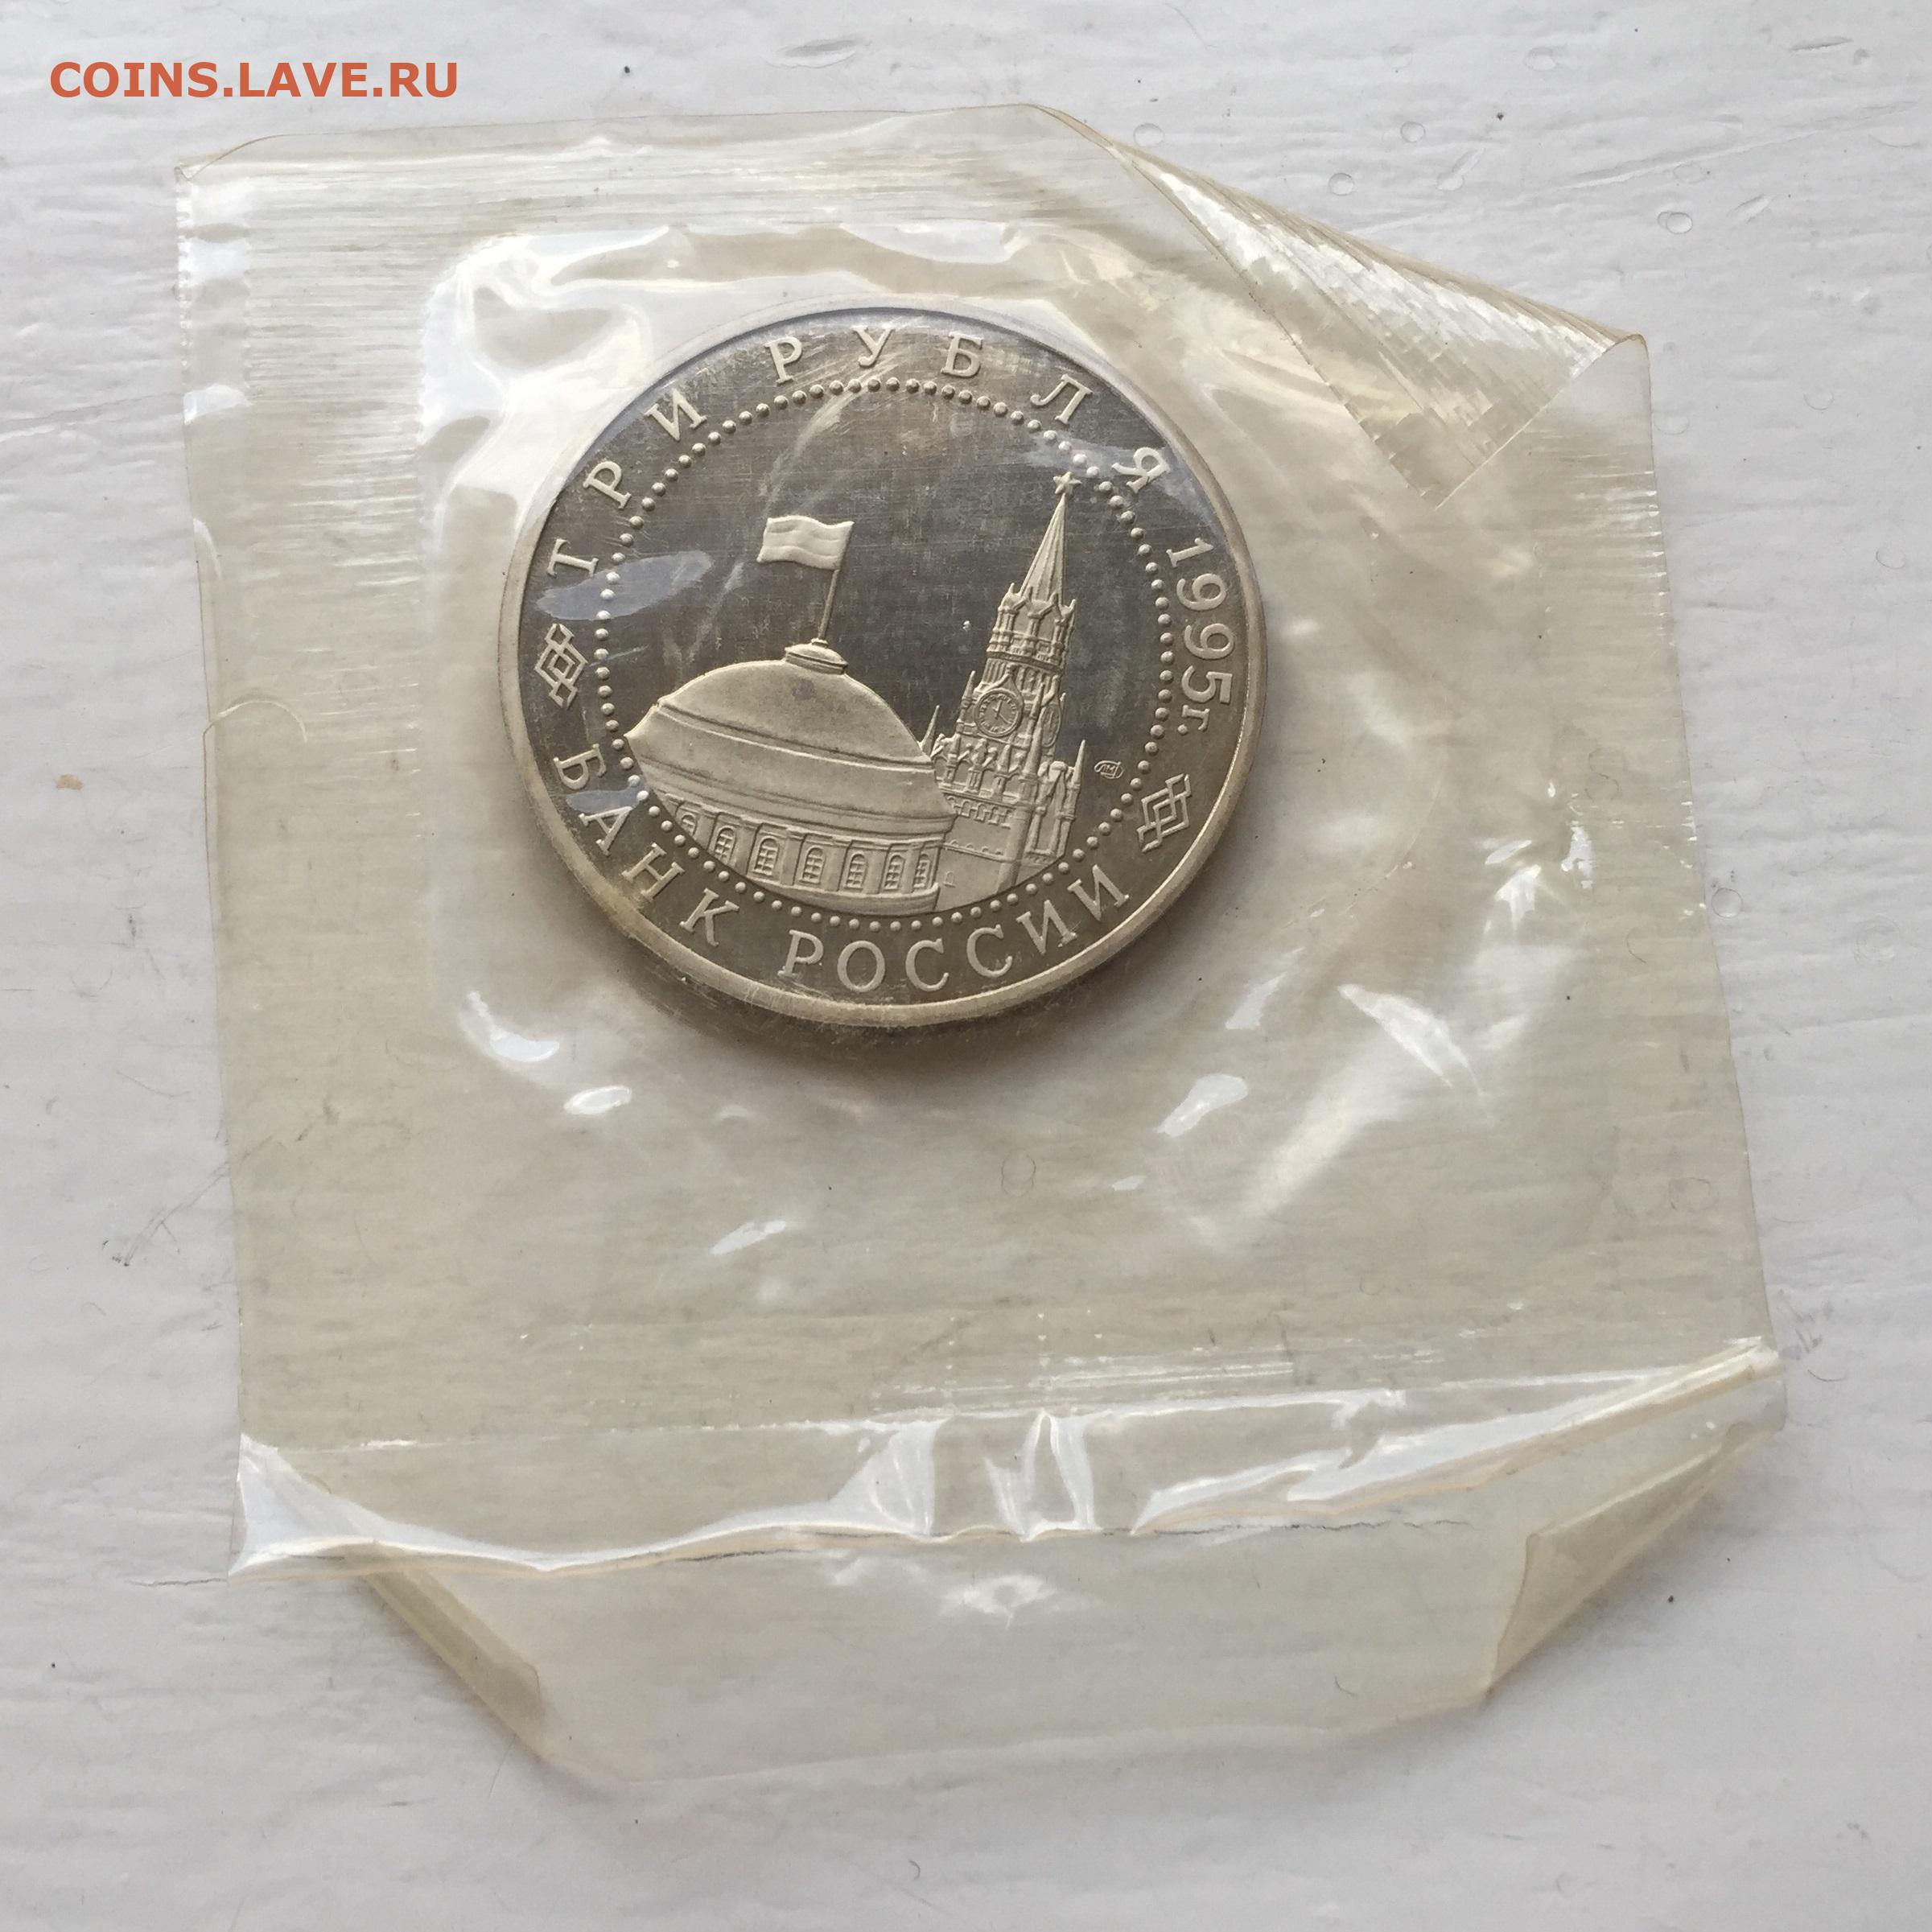 COINS.LAVE.RU
ТРИ РУБЛЯ 1995г.
БАНК РОССИИ